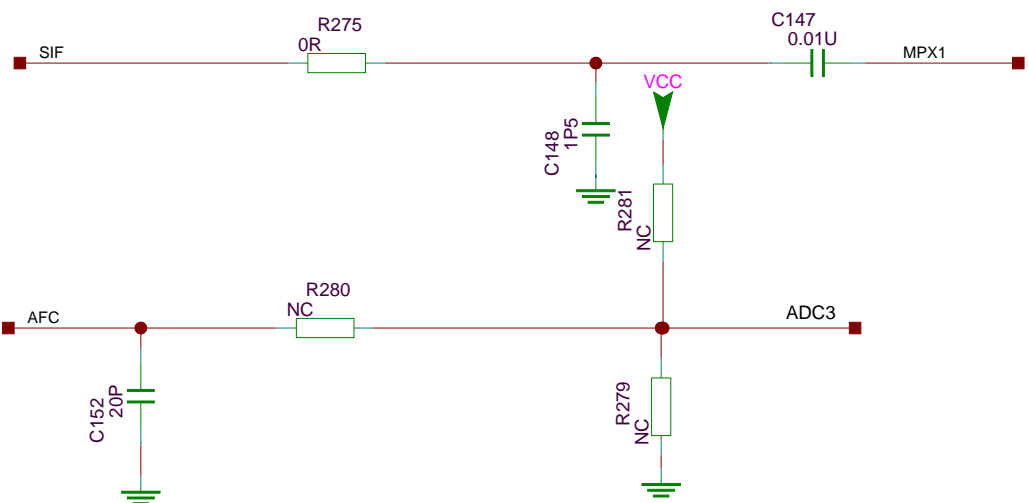 R275
0R
SIF
C147
0.01U
MPX1
VCC
C148
1P5
R281
NC
R280
NC
AFC
ADC3
C152
20P
R279
NC